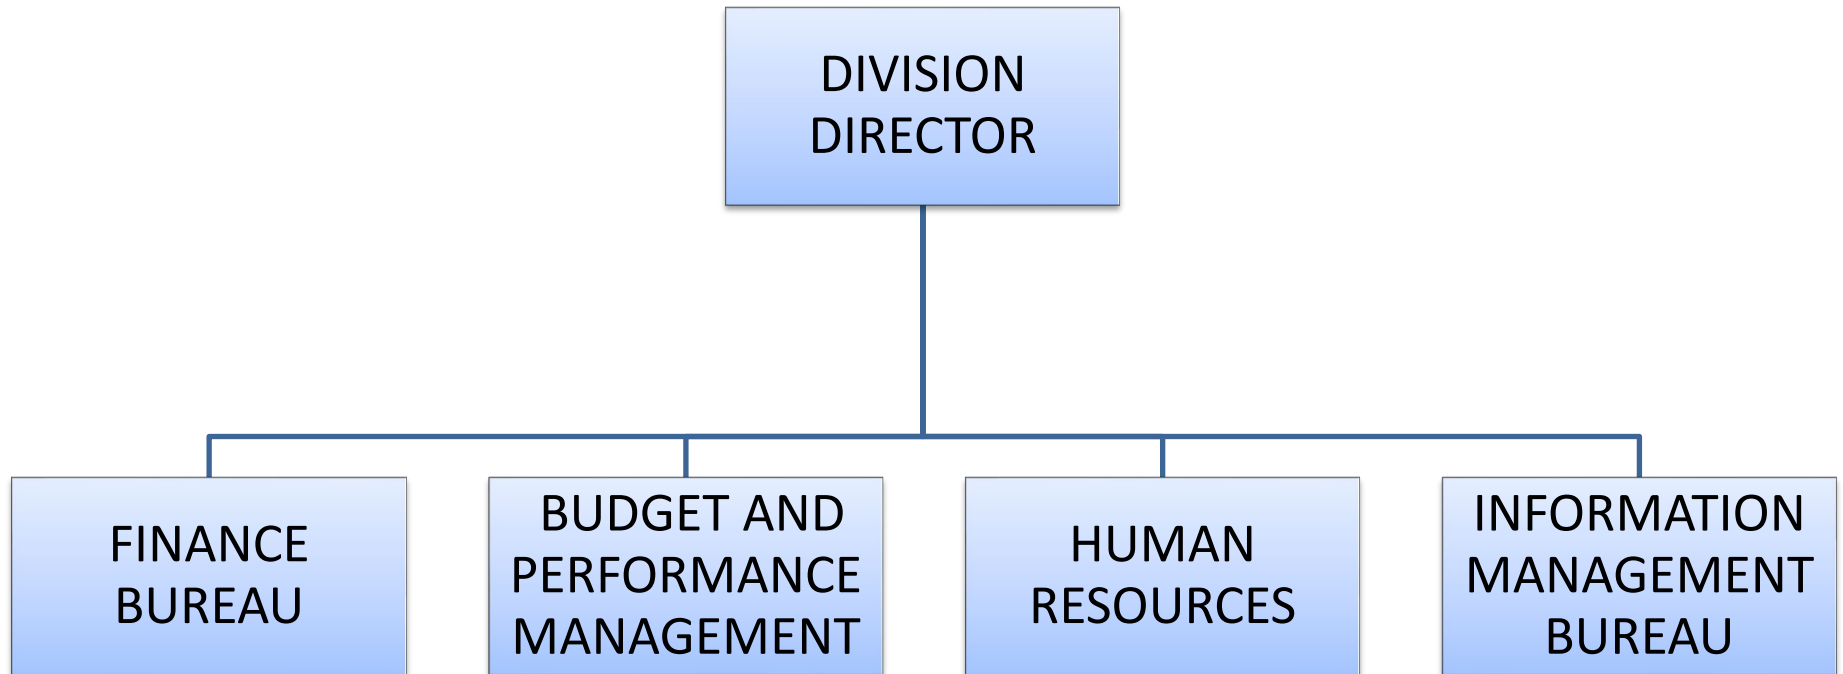 DIVISION
DIRECTOR
FINANCE
BUREAU
BUDGET AND
PERFORMANCE
MANAGEMENT
HUMAN
RESOURCES
INFORMATION
MANAGEMENT
BUREAU